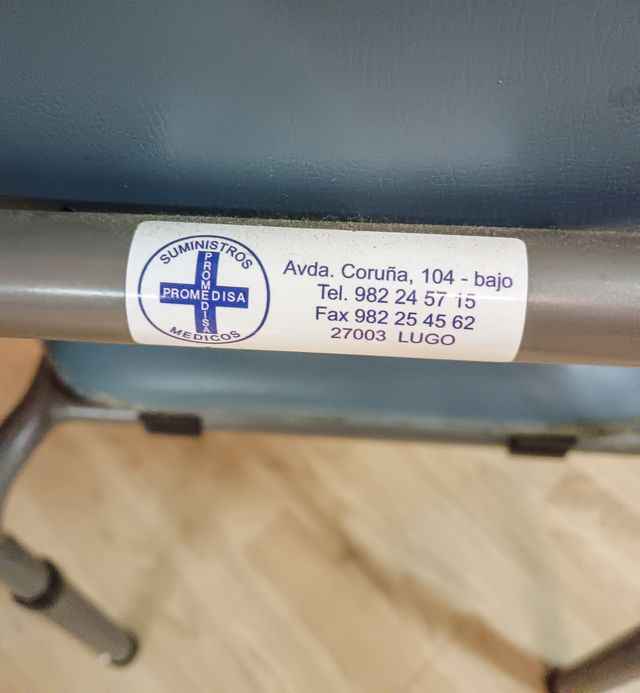 SUMINISTROS
PROMEDISA
PROMEDISA
MEDICOS
Avda. Coruña, 104 - bajo
Tel. 982 24 57 15
Fax 982 25 45 62
27003 LUGO